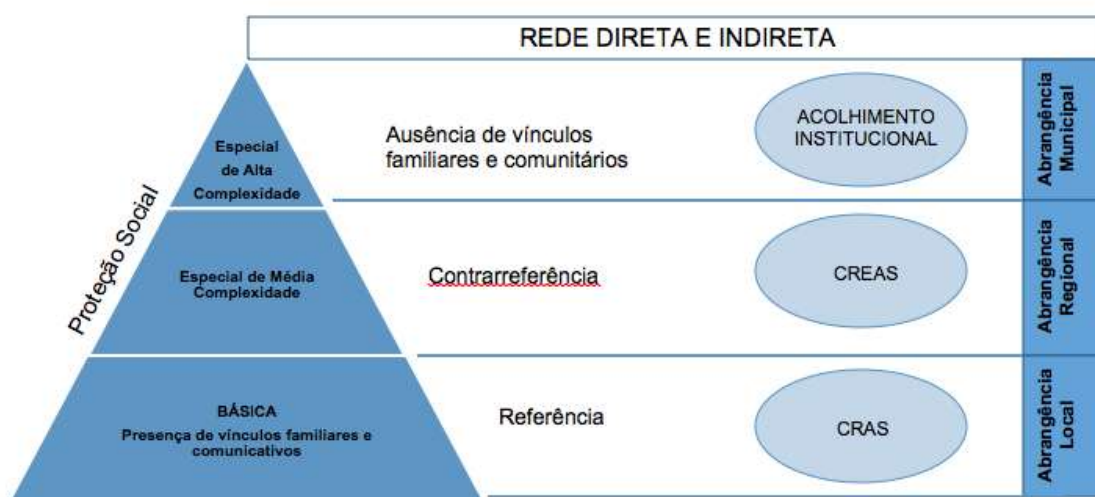 REDE DIRETA E INDIRETA
Proteção Social
Especial
de Alta
Complexidade
Ausência de vínculos
familiares e comunitários
ACOLHIMENTO
INSTITUCIONAL
Abrangência
Municipal
Especial de Média
Complexidade
Contrarreferência
CREAS
Abrangência
Regional
BÁSICA
Presença de vínculos familiares e
comunicativos
Referência
CRAS
Abrangência
Local